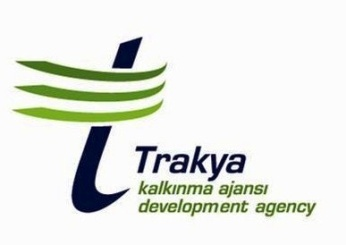 t
Trakya
kalkınma ajansı
development agency